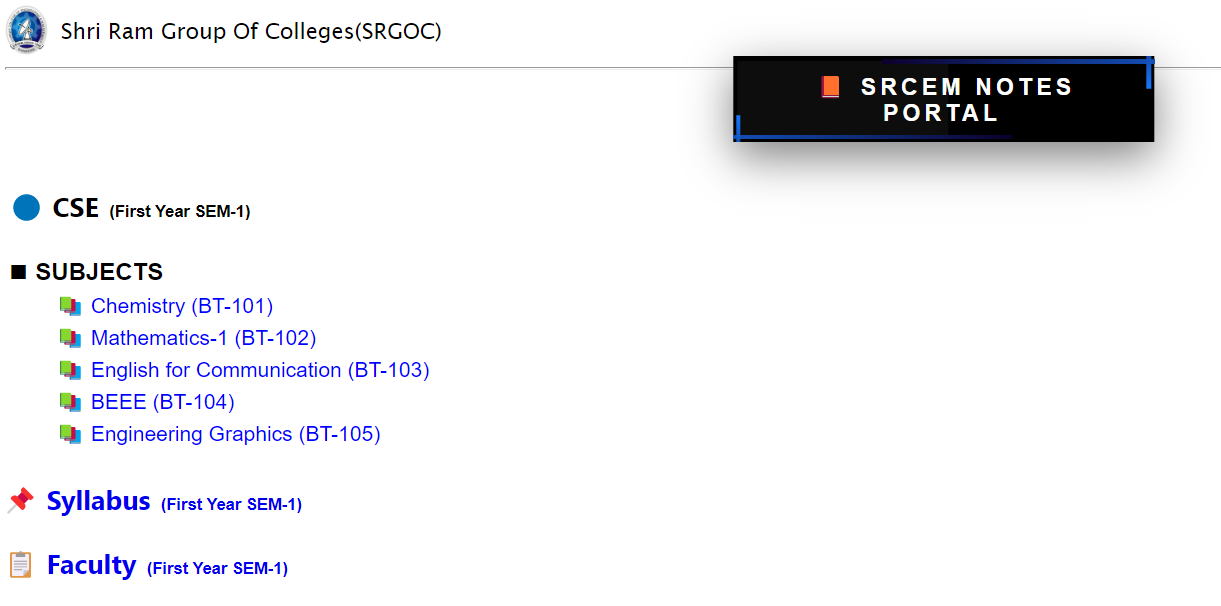 Shri Ram Group Of Colleges(SRGOC)
SRCEM NOTES
PORTAL
CSE (First Year SEM-1)
SUBJECTS
Chemistry (BT-101)
Mathematics-1 (BT-102)
English for Communication (BT-103)
BEEE (BT-104)
Engineering Graphics (BT-105)
Syllabus (First Year SEM-1)
Faculty (First Year SEM-1)